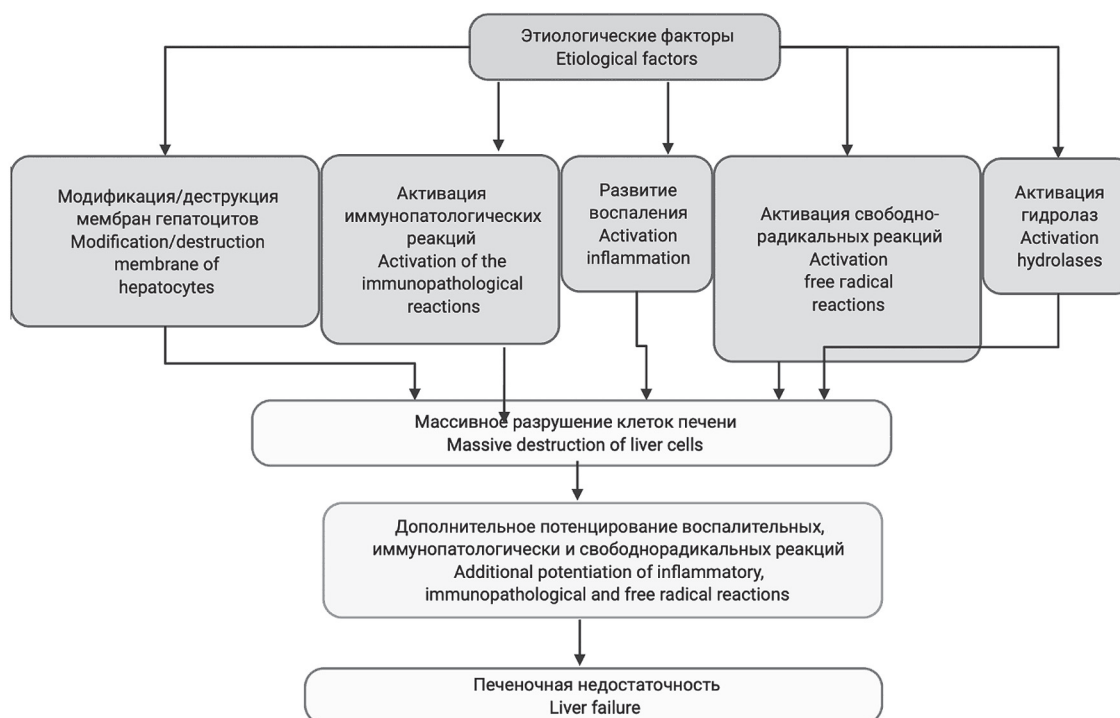 Этиологические факторы
Etiological factors
Модификация/деструкция
мембран гепатоцитов
Modification/destruction
membrane of
hepatocytes
Активация
иммунопатологических
реакций
Activation of the
immunopathological
reactions
Развитие
воспаления
Activation
inflammation
Активация свободно-
радикальных реакций
Activation
free radical
reactions
Активация
гидролаз
Activation
hydrolases
Массивное разрушение клеток печени
Massive destruction of liver cells
Дополнительное потенцирование воспалительных,
иммунопатологически и свободнорадикальных реакций
Additional potentiation of inflammatory,
immunopathological and free radical reactions
Печеночная недостаточность
Liver failure